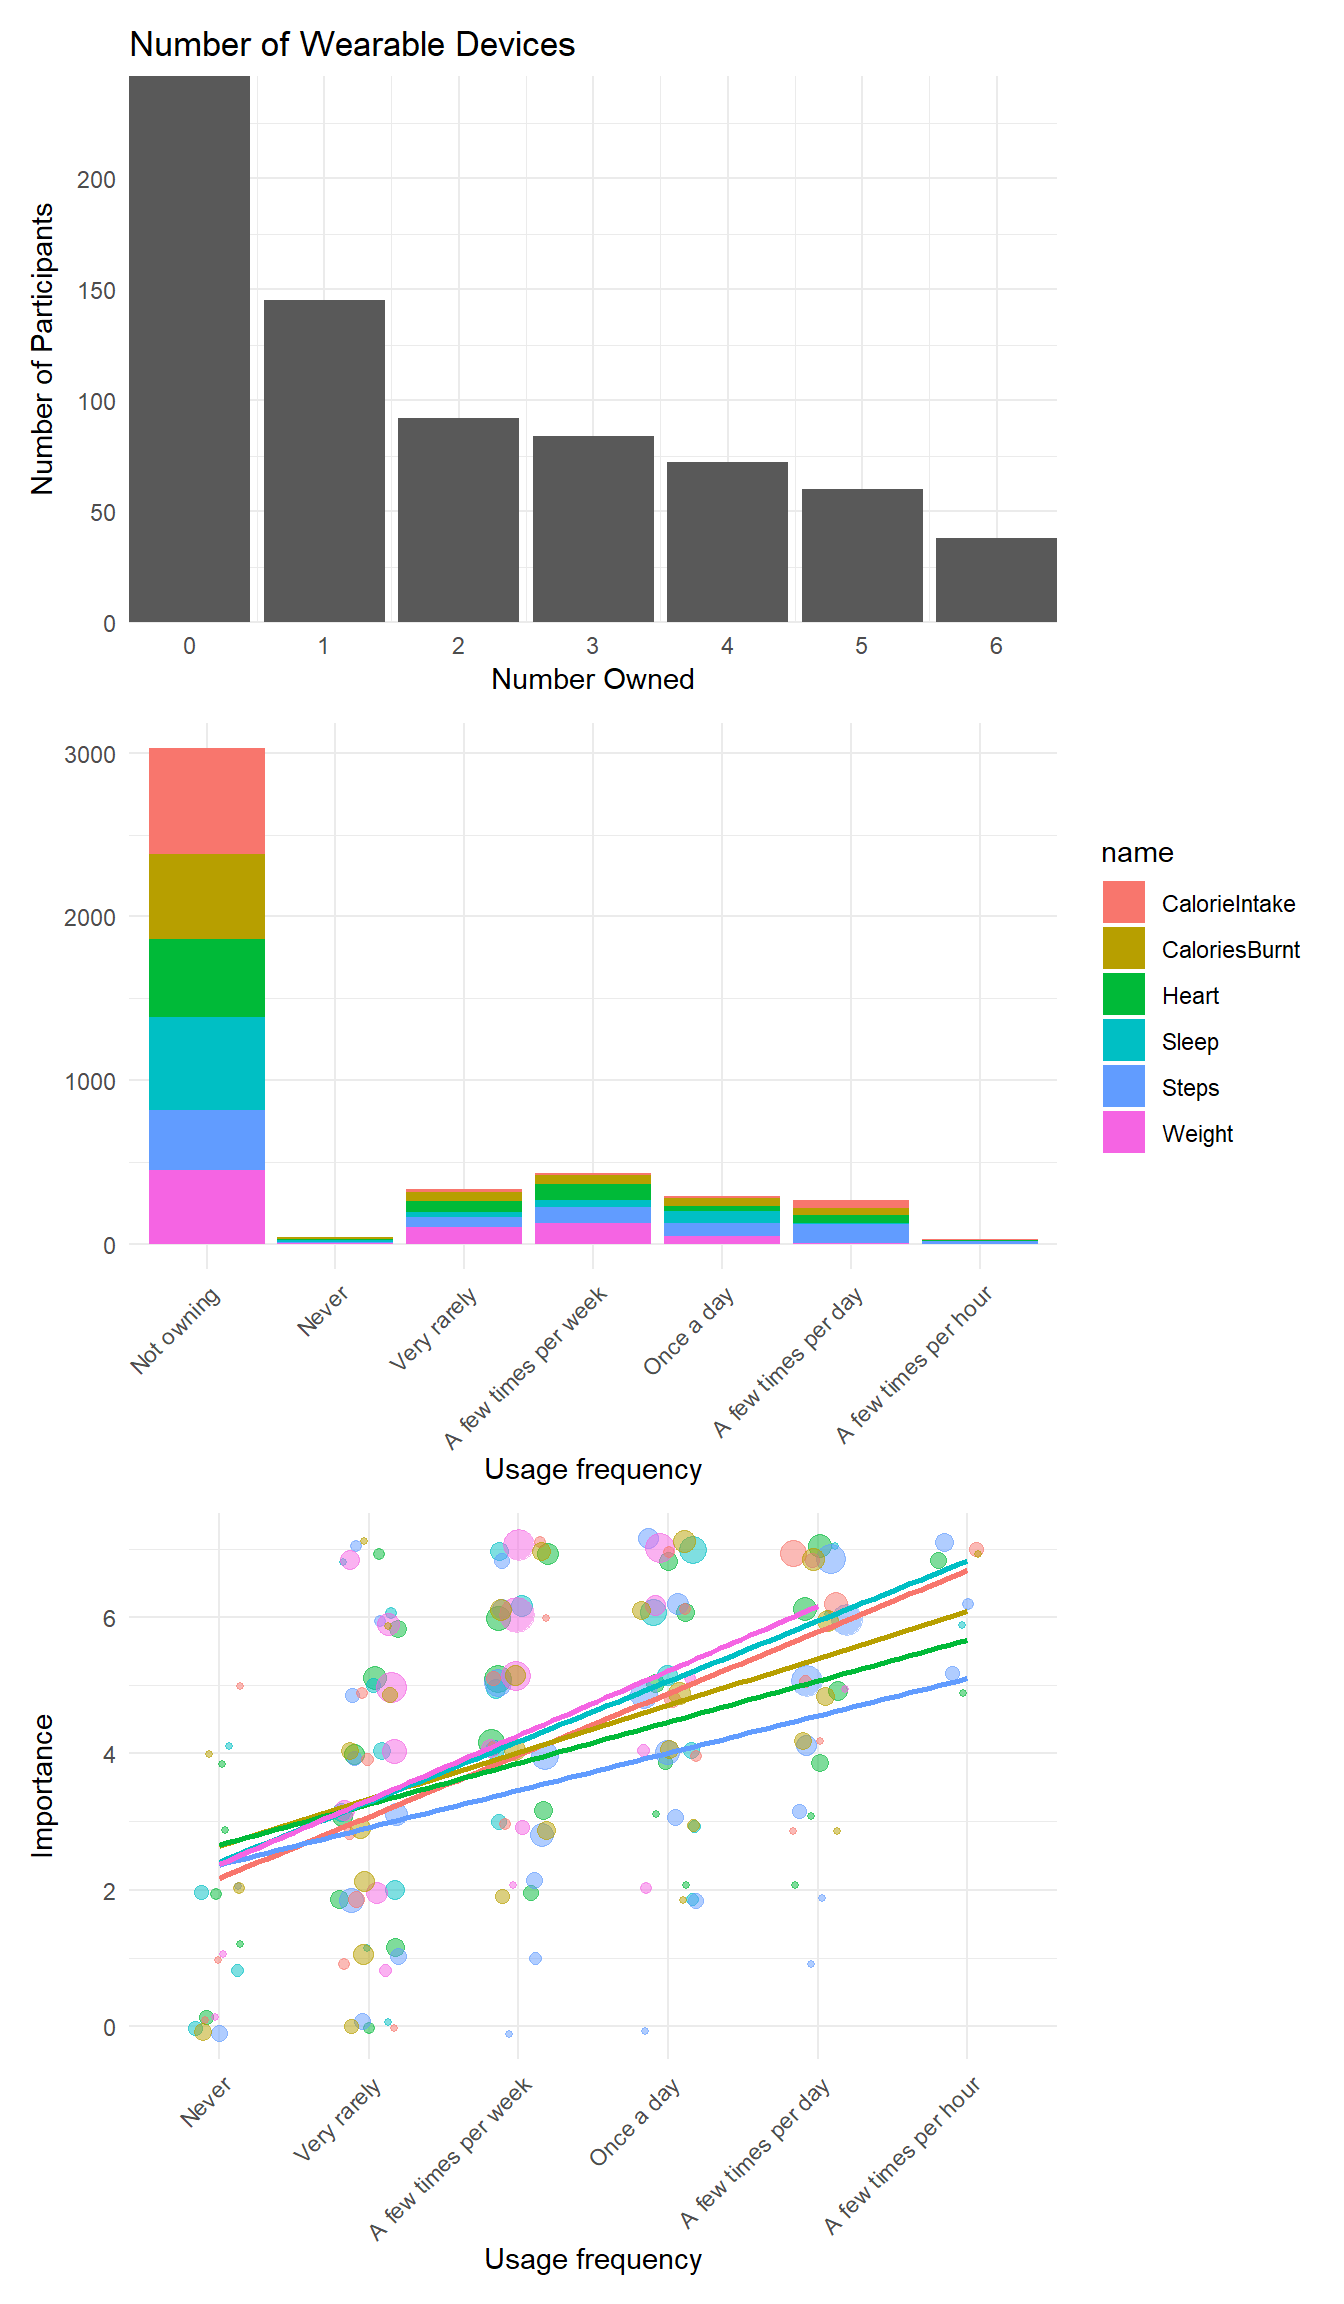 Number of Wearable Devices
Number of Participants
200
150
100
50
0
0 1 2 3 4 5 6
Number Owned
3000
2000
1000
0
Not owning
Never
Very rarely
A few times per week
Once a day
A few times per day
A few times per hour
Usage frequency
name
CalorieIntake
CaloriesBurnt
Heart
Sleep
Steps
Weight
Importance
6
4
2
0
Never
Very rarely
A few times per week
Once a day
A few times per day
A few times per hour
Usage frequency